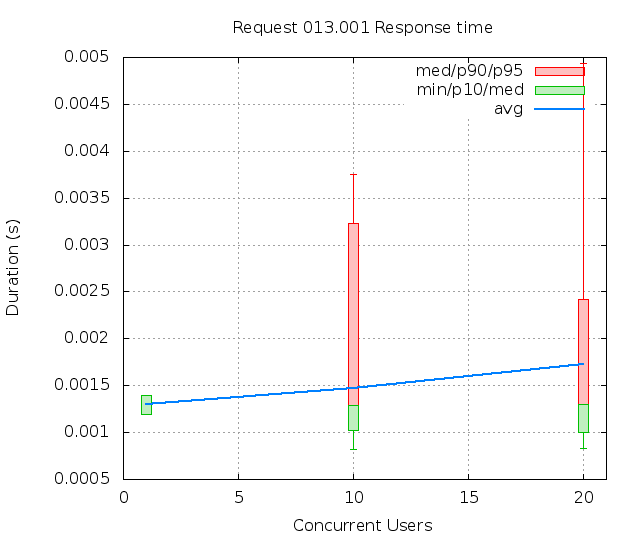 Request 013.001 Response time
med/p90/p95
min/p10/med
avg
0.005
0.0045
0.004
0.0035
0.003
0.0025
0.002
0.0015
0.001
0.0005
Duration (s)
0 5 10 15 20
Concurrent Users